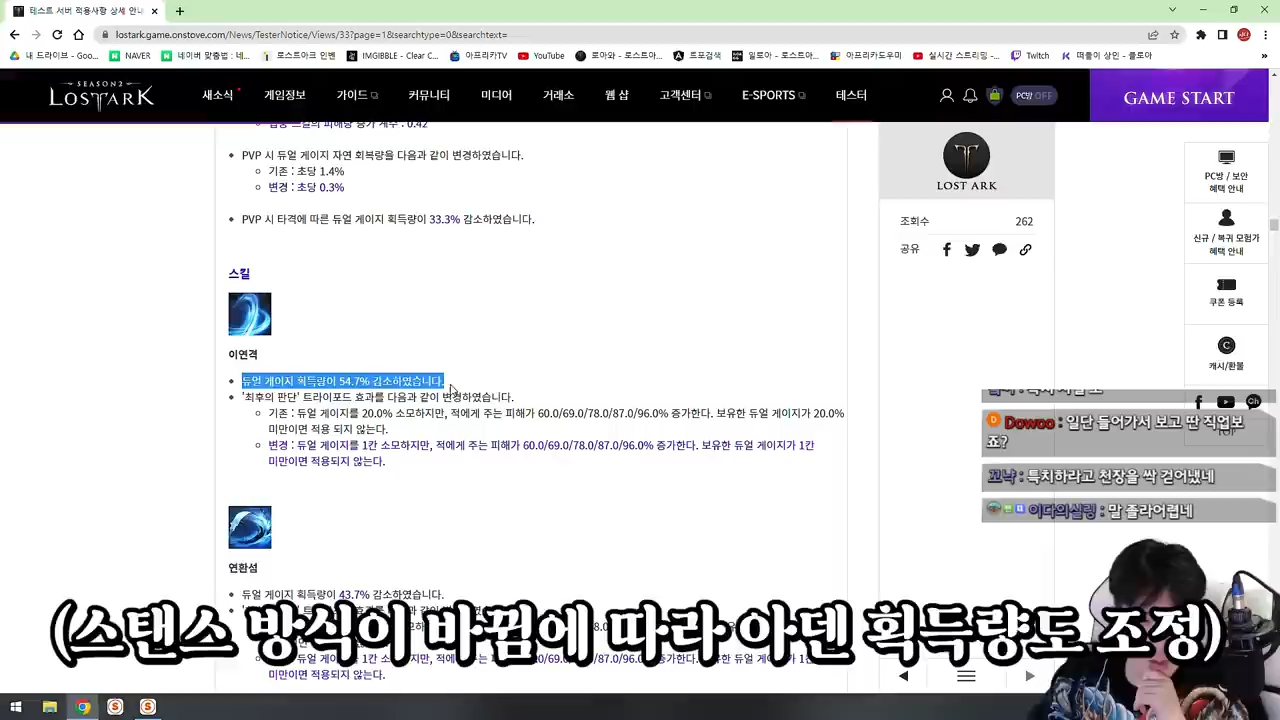 테스트 서버 적용사항 상세 안내
lostark.game.onstove.com/News/TesterNotice/Views/33?page=1&searchtype=0&searchtext=
내 드라이브 - Goo...
NAVER
네이버 맞춤법 : 네...
로스트아크 인벤
IMGIBBLE - Clear C...
아프리카TV
YouTube
로아와 - 로스트아...
트포검색
일로아 - 로스트아...
아프리카도우미
실시간 스트리밍 -...
Twitch
떠돌이 상인 - 클로아
SEASON2
LOST ARK
새소식
게임정보
가이드
커뮤니티
미디어
거래소
웹 샵
고객센터
E-SPORTS
테스터
PC방 OFF
GAME START
집중 스킬의 피해량 증가 계수 : 0.42
PVP 시 듀얼 게이지 자연 회복량을 다음과 같이 변경하였습니다.
기존 : 초당 1.4%
변경 : 초당 0.3%
PVP 시 타격에 따른 듀얼 게이지 획득량이 33.3% 감소하였습니다.
스킬
이연격
듀얼 게이지 획득량이 54.7% 감소하였습니다.
'최후의 판단' 트라이포드 효과를 다음과 같이 변경하였습니다.
기존 : 듀얼 게이지를 20.0% 소모하지만, 적에게 주는 피해가 60.0/69.0/78.0/87.0/96.0% 증가한다. 보유한 듀얼 게이지가 20.0%
미만이면 적용 되지 않는다.
변경 : 듀얼 게이지를 1칸 소모하지만, 적에게 주는 피해가 60.0/69.0/78.0/87.0/96.0% 증가한다. 보유한 듀얼 게이지가 1칸
미만이면 적용되지 않는다.
연환섬
듀얼 게이지 획득량이 43.7% 감소하였습니다.
미만이면 적용되지 않는다.
LOST ARK
조회수 262
공유
PC방 / 보안
혜택 안내
신규 / 복귀 모험가
혜택 안내
쿠폰 등록
캐시/환불
TOP
Dowoo : 일단 들어가서 보고 딴 직업보
죠?
꼬냑 : 특치하라고 천장을 싹 걷어냈네
이다의실링 : 말 졸라어렵네
(스탠스 방식이 바뀜에 따라 아덴 획득량도 조정)